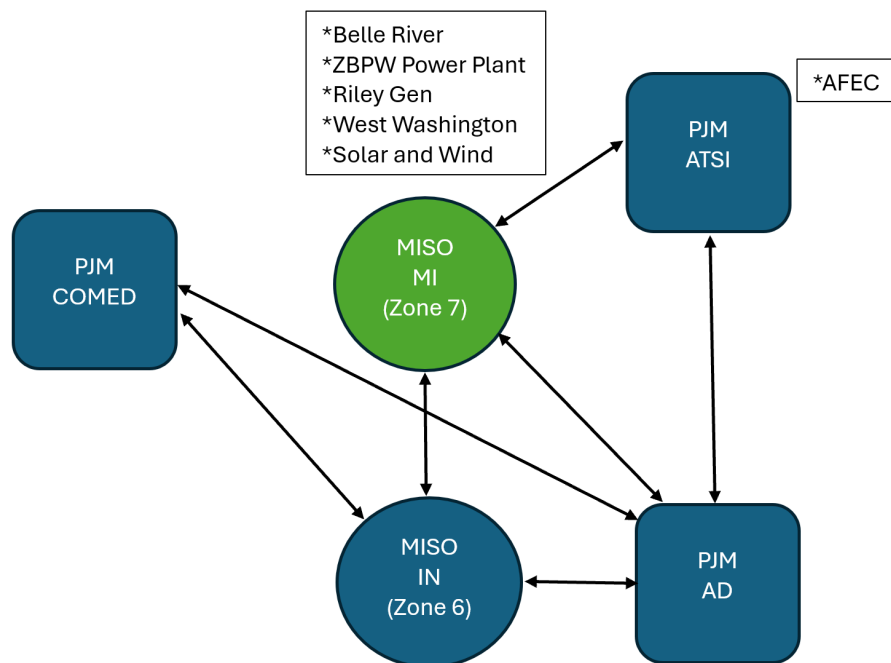 *Belle River
*ZBPW Power Plant
*Riley Gen
*West Washington
*Solar and Wind
*AFEC
PJM
ATSI
MISO
MI
(Zone 7)
PJM
COMED
MISO
IN
(Zone 6)
PJM
AD